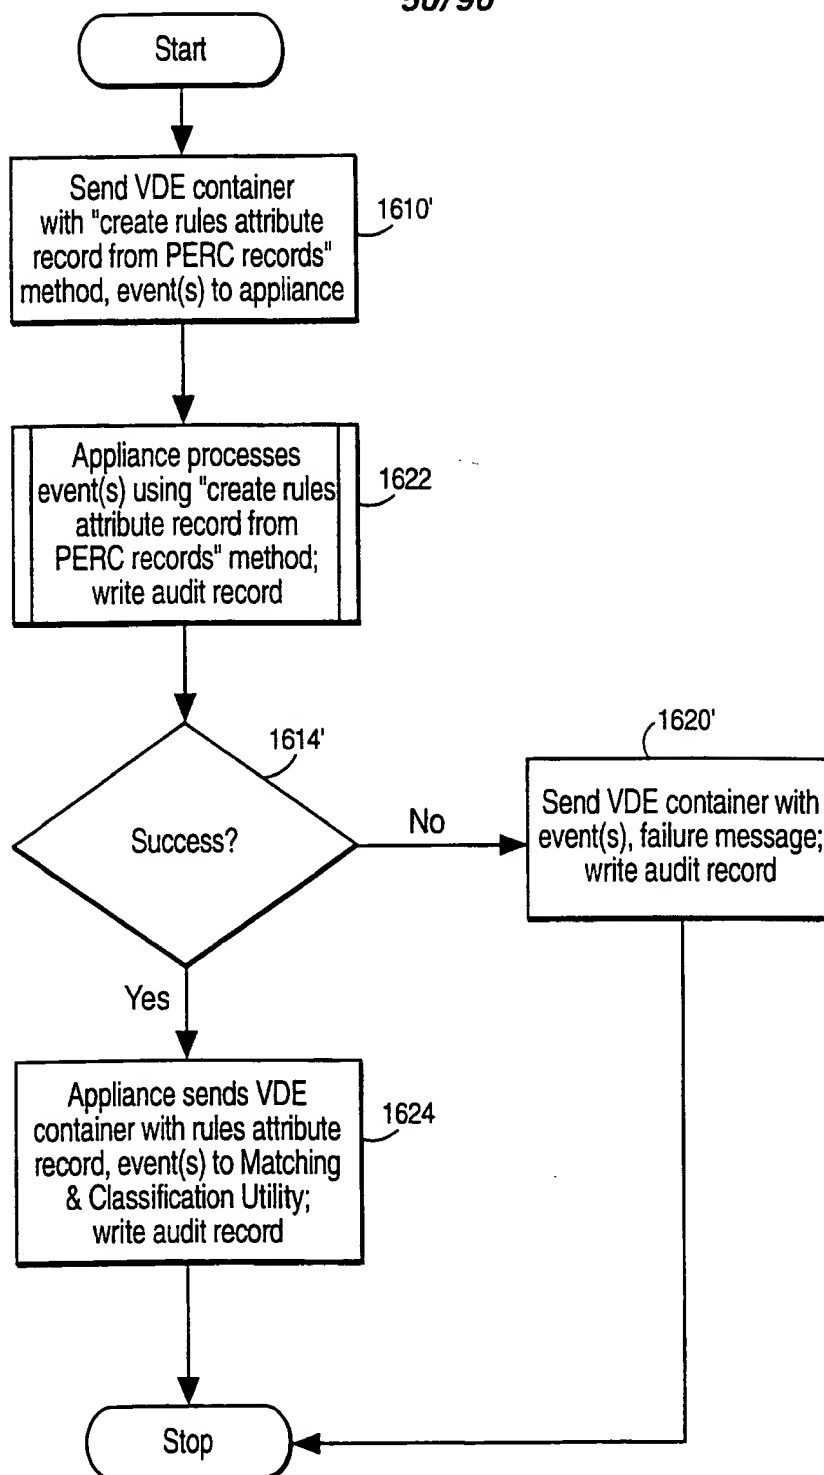 50/90
Start
Send VDE container
with "create rules attribute
record from PERC records"
method, event(s) to appliance
1610'
Appliance processes
event(s) using "create rules
attribute record from
PERC records" method;
write audit record
1622
1614'
Success?
No
1620'
Send VDE container with
event(s), failure message;
write audit record
Yes
Appliance sends VDE
container with rules attribute
record, event(s) to Matching
& Classification Utility;
write audit record
1624
Stop